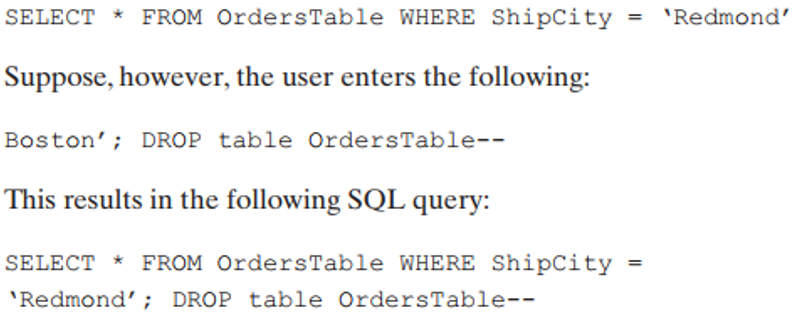 SELECT * FROM OrdersTable WHERE ShipCity = ‘Redmond’
Suppose, however, the user enters the following:
Boston’; DROP table OrdersTable--
This results in the following SQL query:
SELECT * FROM OrdersTable WHERE ShipCity =
‘Redmond’; DROP table OrdersTable--